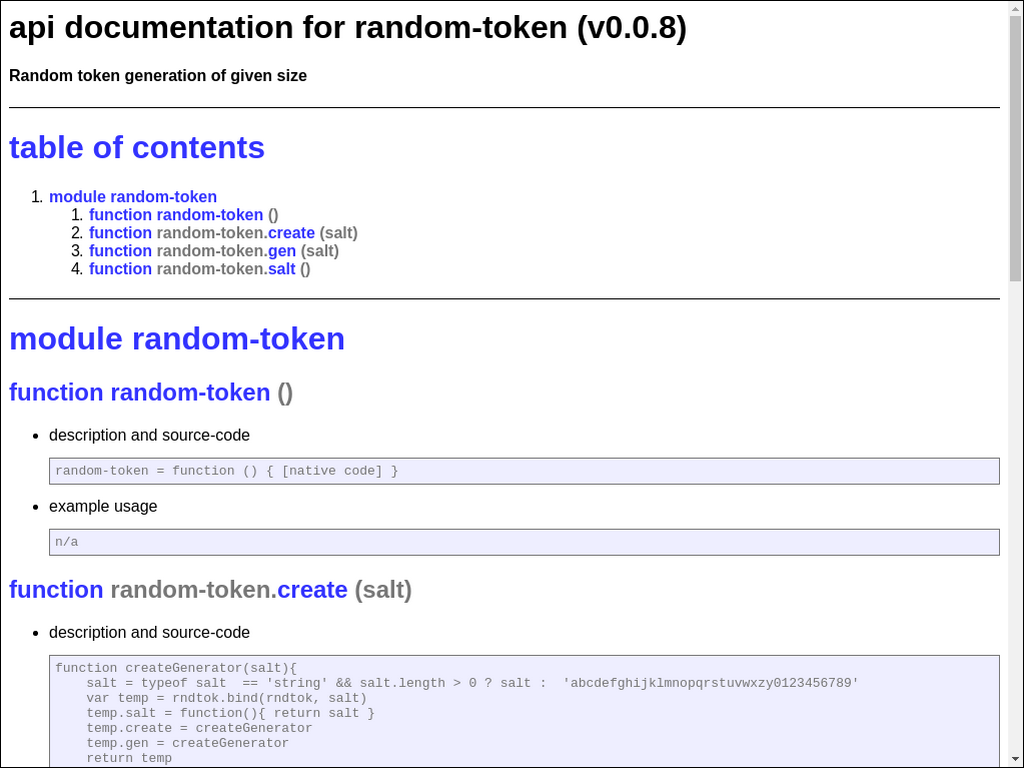 api documentation for random-token (v0.0.8)
Random token generation of given size
table of contents
1. module random-token
1. function random-token ()
2. function random-token.create (salt)
3. function random-token.gen (salt)
4. function random-token.salt ()
module random-token
function random-token ()
description and source-code
random-token = function () { [native code] }
example usage
n/a
function random-token.create (salt)
description and source-code
function createGenerator(salt){
    salt = typeof salt  == 'string' && salt.length > 0 ? salt :  'abcdefghijklmnopqrstuvwxzy0123456789'
    var temp = rndtok.bind(rndtok, salt)
    temp.salt = function(){ return salt }
    temp.create = createGenerator
    temp.gen = createGenerator
    return temp